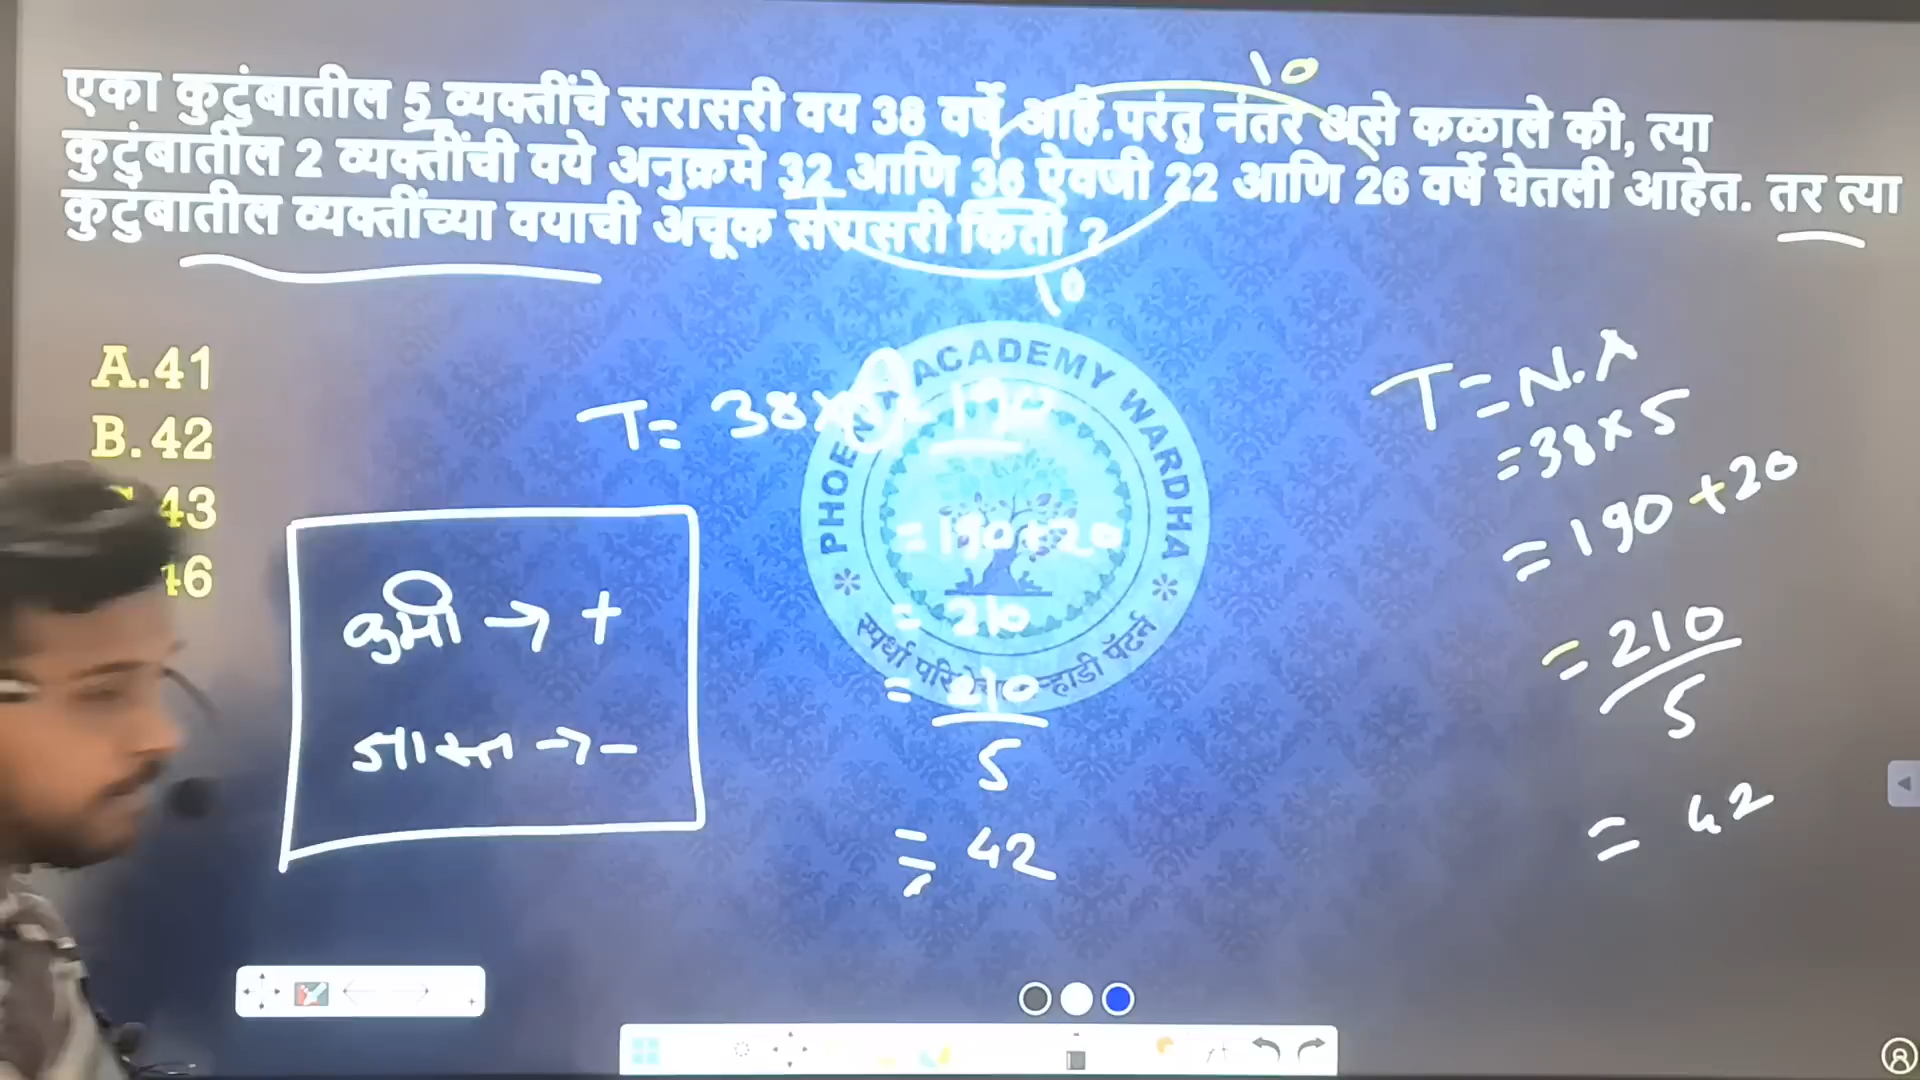 एका कुटुंबातील 5 व्यक्तींचे सरासरी वय 38 वर्षे आहे.परंतु नंतर असे कळाले की, त्या
कुटुंबातील 2 व्यक्तींची वये अनुक्रमे 32 आणि 36 ऐवजी 22 आणि 26 वर्षे घेतली आहेत. तर त्या
कुटुंबातील व्यक्तींच्या वयाची अचूक सरासरी किती ?
10
10
A.41
B.42
43
46
कमी → +
जास्त → -
T= 38×
190
= 190+20
= 210
= 210
5
= 42
T = N.A
= 38×5
= 190 +20
= 210
5
= 42
ACADEMY WARDHA
स्पर्धा
पॅटर्न